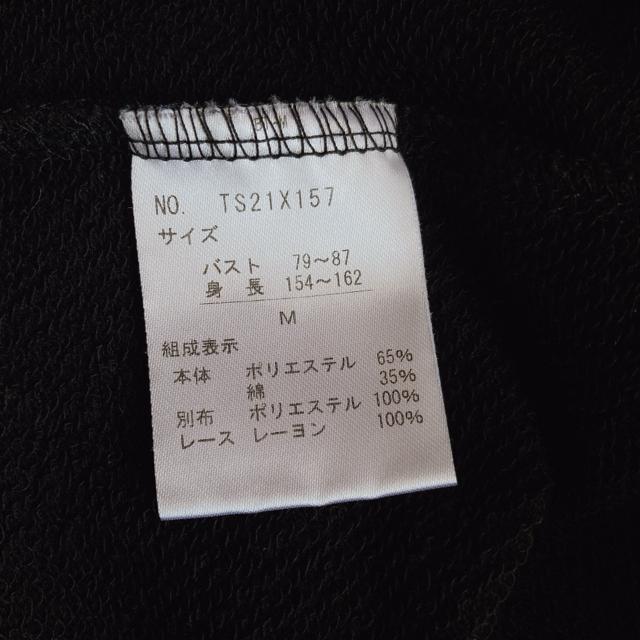 NO. TS21X157
サイズ
バスト 79～87
身長 154～162
M
組成表示
本体 ポリエステル 65%
綿 35%
別布 ポリエステル 100%
レース レーヨン 100%